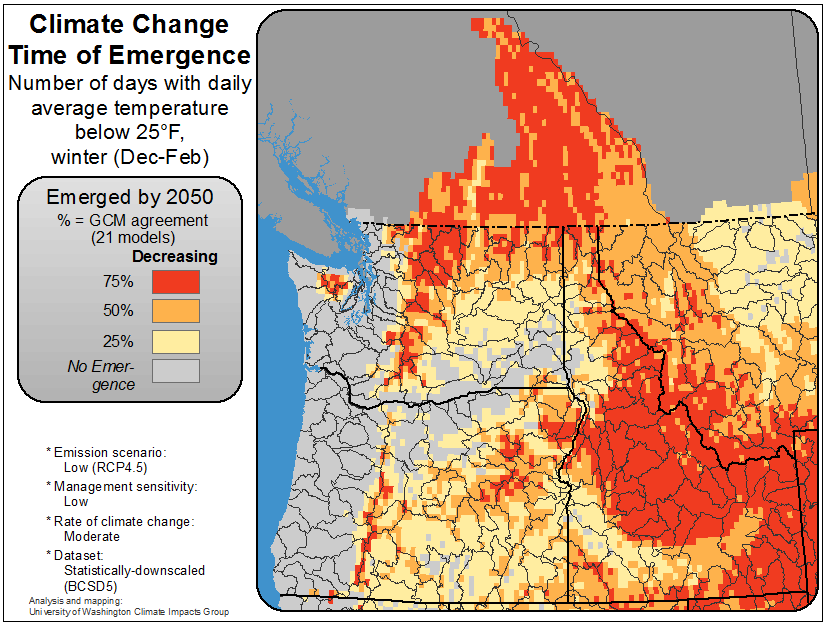 Climate Change
Time of Emergence
Number of days with daily
average temperature
below 25°F,
winter (Dec-Feb)
Emerged by 2050
% = GCM agreement
(21 models)
Decreasing
75%
50%
25%
No Emer-
gence
* Emission scenario:
Low (RCP4.5)
* Management sensitivity:
Low
* Rate of climate change:
Moderate
* Dataset:
Statistically-downscaled
(BCSD5)
Analysis and mapping:
University of Washington Climate Impacts Group